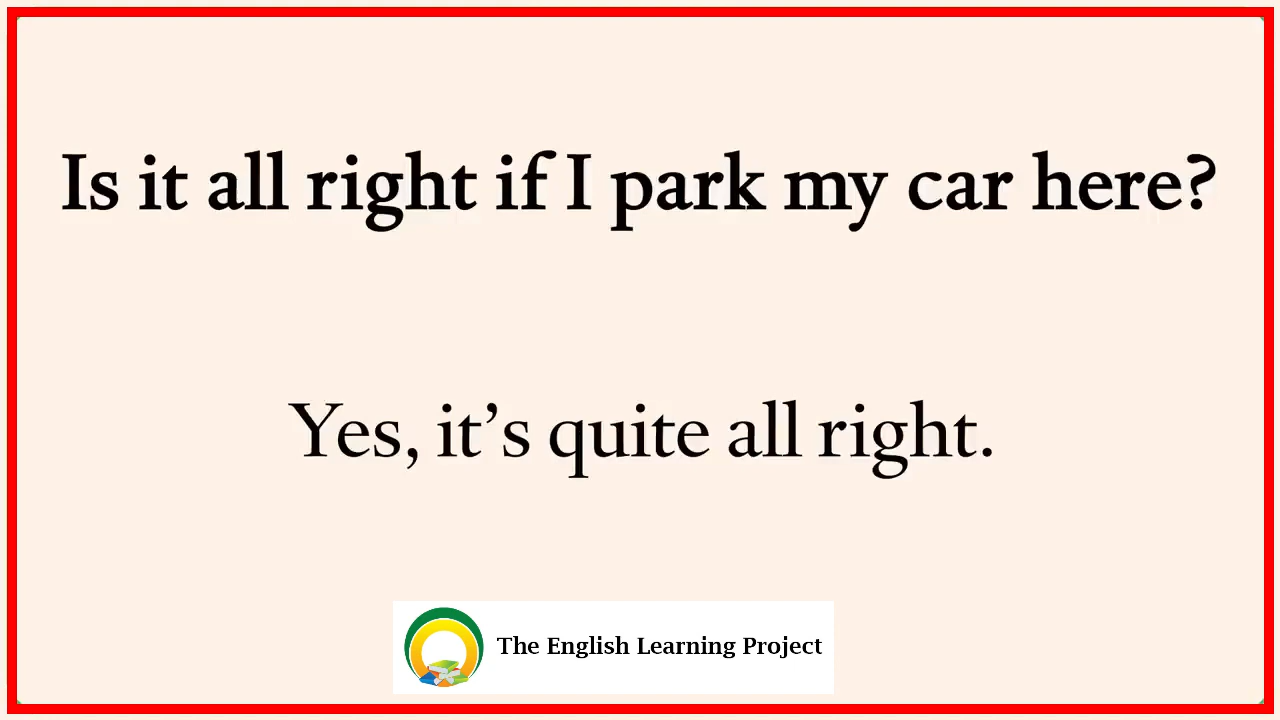 Is it all right if I park my car here?
Yes, it’s quite all right.
The English Learning Project